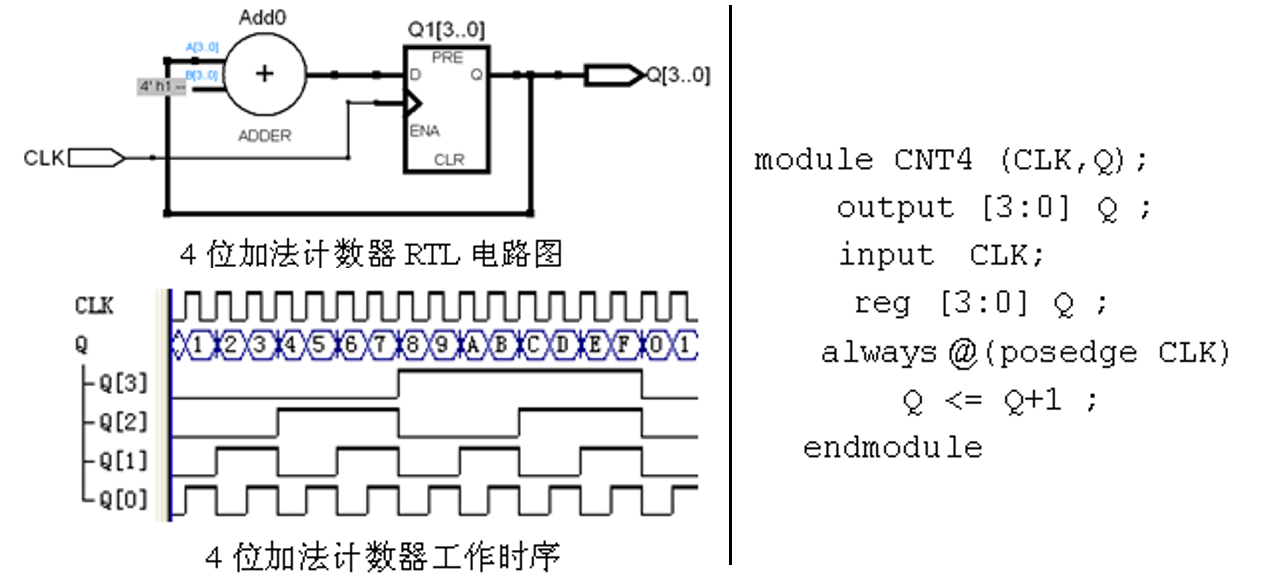 Add0
A[3..0]
B[3..0]
4' h1 --
+
ADDER
Q1[3..0]
PRE
D
Q
ENA
CLR
Q[3..0]
CLK
4 位加法计数器 RTL 电路图
CLK
Q
1 2 3 4 5 6 7 8 9 A B C D E F 0 1
Q[3]
Q[2]
Q[1]
Q[0]
4 位加法计数器工作时序
module CNT4 (CLK,Q);
output [3:0] Q ;
input CLK;
reg [3:0] Q ;
always@(posedge CLK)
Q <= Q+1 ;
endmodule